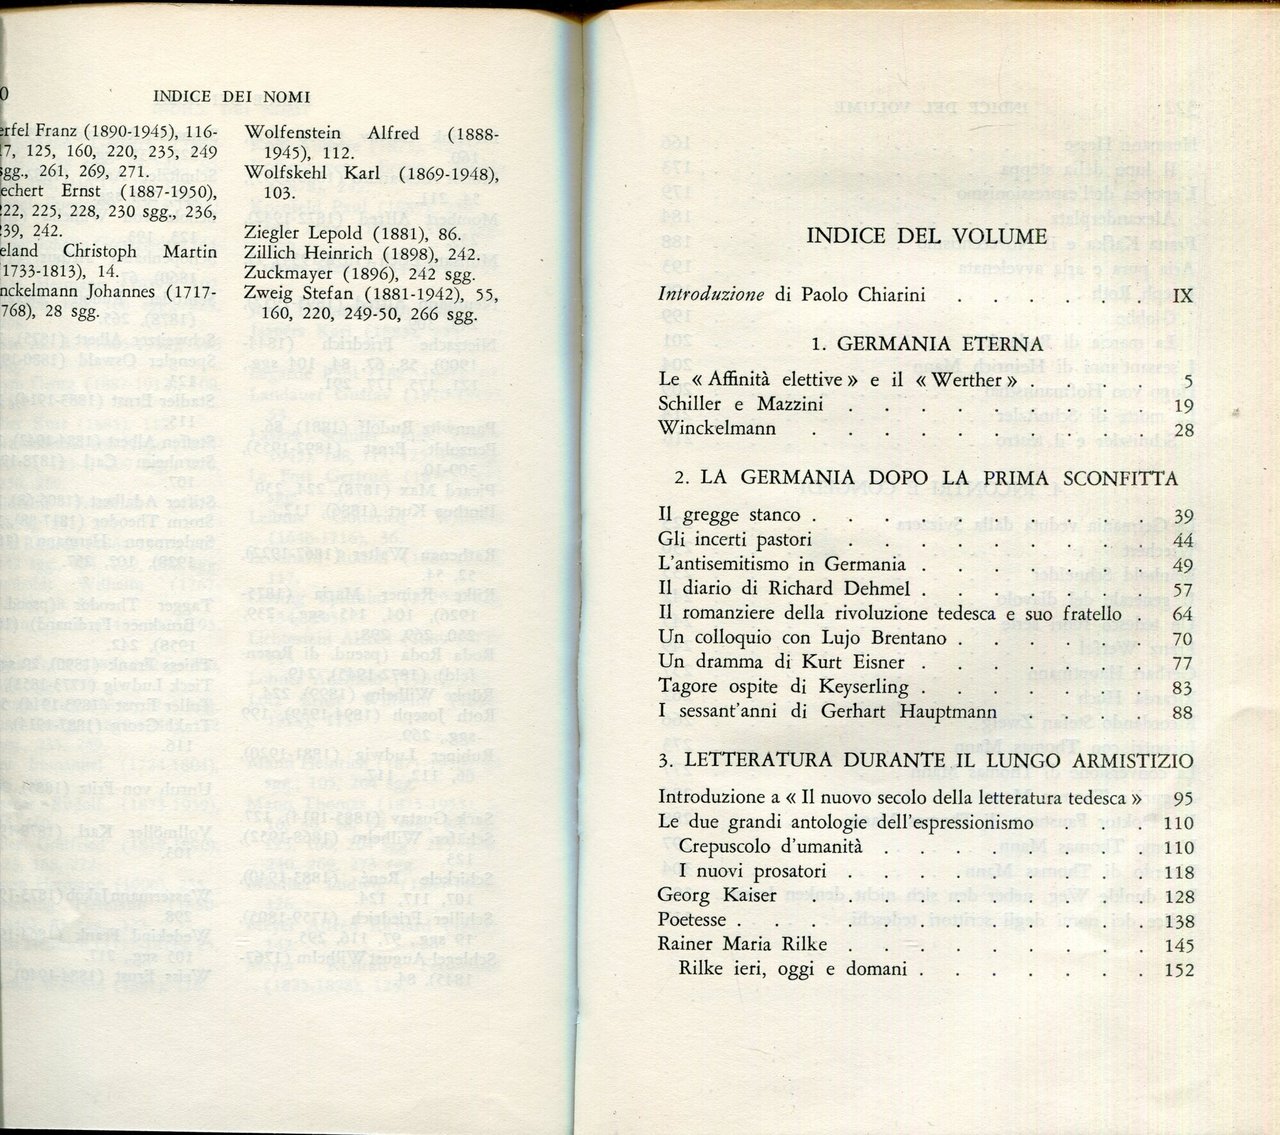 0
INDICE DEI NOMI
erfel Franz (1890-1945), 116-
17, 125, 160, 220, 235, 249
sgg., 261, 269, 271.
echert Ernst (1887-1950),
222, 225, 228, 230 sgg., 236,
239, 242.
eland Christoph Martin
(1733-1813), 14.
nckelmann Johannes (1717-
768), 28 sgg.
Wolfenstein Alfred (1888-
1945), 112.
Wolfskehl Karl (1869-1948),
103.
Ziegler Lepold (1881), 86.
Zillich Heinrich (1898), 242.
Zuckmayer (1896), 242 sgg.
Zweig Stefan (1881-1942), 55,
160, 220, 249-50, 266 sgg.
INDICE DEL VOLUME
Introduzione di Paolo Chiarini . . . . . IX
1. GERMANIA ETERNA
Le « Affinità elettive » e il « Werther » . . . . 5
Schiller e Mazzini . . . . . . . . 19
Winckelmann . . . . . . . . 28
2. LA GERMANIA DOPO LA PRIMA SCONFITTA
Il gregge stanco . . . . . . . . 39
Gli incerti pastori . . . . . . . . 44
L'antisemitismo in Germania . . . . . . 49
Il diario di Richard Dehmel . . . . . . 57
Il romanziere della rivoluzione tedesca e suo fratello . 64
Un colloquio con Lujo Brentano . . . . . 70
Un dramma di Kurt Eisner . . . . . . 77
Tagore ospite di Keyserling . . . . . . 83
I sessant'anni di Gerhart Hauptmann . . . . 88
3. LETTERATURA DURANTE IL LUNGO ARMISTIZIO
Introduzione a « Il nuovo secolo della letteratura tedesca » 95
Le due grandi antologie dell'espressionismo . . . 110
Crepuscolo d'umanità . . . . . . . 110
I nuovi prosatori . . . . . . . . 118
Georg Kaiser . . . . . . . . . 128
Poetesse . . . . . . . . . . . 138
Rainer Maria Rilke . . . . . . . . 145
Rilke ieri, oggi e domani . . . . . . 152